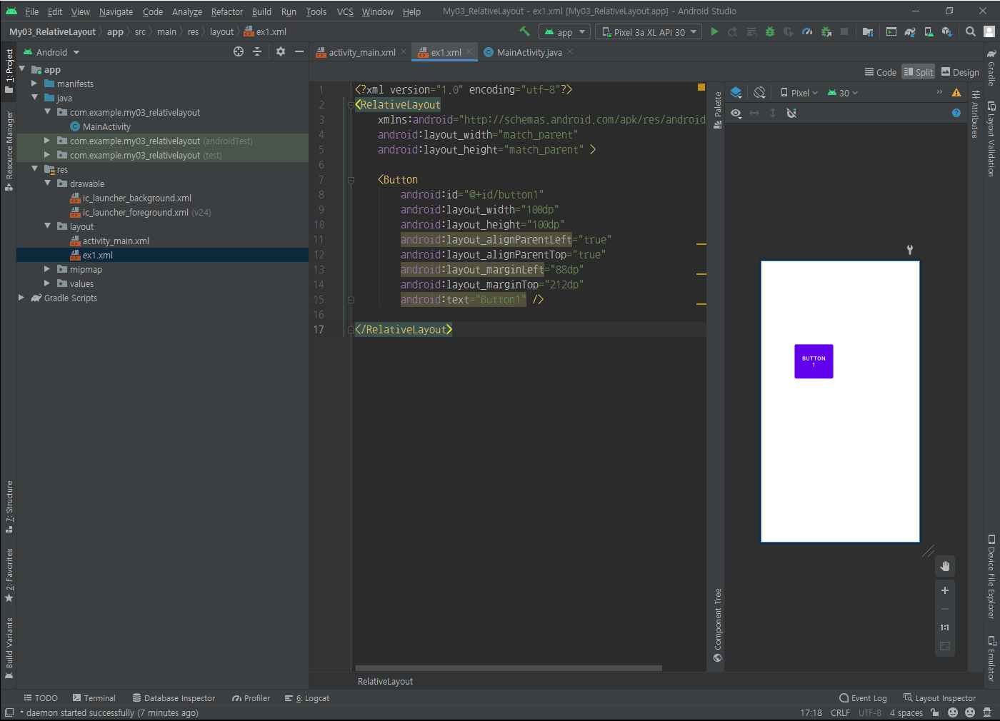 File Edit View Navigate Code Analyze Refactor Build Run Tools VCS Window Help My03_RelativeLayout - ex1.xml [My03_RelativeLayout.app] - Android Studio
My03_RelativeLayout app src main res layout ex1.xml app Pixel 3a XL API 30
Android
activity_main.xml ex1.xml MainActivity.java
Code Split Design
1: Project
Resource Manager
7: Structure
2: Favorites
Build Variants
app
manifests
java
com.example.my03_relativelayout
MainActivity
com.example.my03_relativelayout (androidTest)
com.example.my03_relativelayout (test)
res
drawable
ic_launcher_background.xml
ic_launcher_foreground.xml (v24)
layout
activity_main.xml
ex1.xml
mipmap
values
Gradle Scripts
1 <?xml version="1.0" encoding="utf-8"?>
2 <RelativeLayout
3 xmlns:android="http://schemas.android.com/apk/res/android
4 android:layout_width="match_parent"
5 android:layout_height="match_parent" >
6
7 <Button
8 android:id="@+id/button1"
9 android:layout_width="100dp"
10 android:layout_height="100dp"
11 android:layout_alignParentLeft="true"
12 android:layout_alignParentTop="true"
13 android:layout_marginLeft="88dp"
14 android:layout_marginTop="212dp"
15 android:text="Button1" />
16
17 </RelativeLayout>
RelativeLayout
Palette
Component Tree
Pixel 30
BUTTON
1
1:1
Attributes
Gradle
Layout Validation
Device File Explorer
Emulator
TODO Terminal Database Inspector Profiler 6: Logcat Event Log Layout Inspector
* daemon started successfully (7 minutes ago) 17:18 CRLF UTF-8 4 spaces